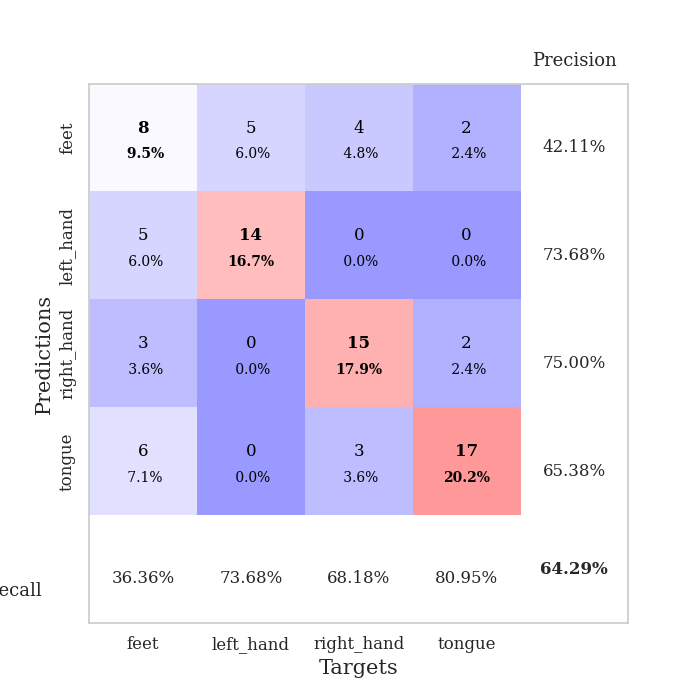 Precision
feet 8 5 4 2 42.11%
9.5% 6.0% 4.8% 2.4%
left_hand 5 14 0 0 73.68%
6.0% 16.7% 0.0% 0.0%
Predictions
right_hand 3 0 15 2 75.00%
3.6% 0.0% 17.9% 2.4%
tongue 6 0 3 17 65.38%
7.1% 0.0% 3.6% 20.2%
ecall 36.36% 73.68% 68.18% 80.95% 64.29%
feet left_hand right_hand tongue
Targets